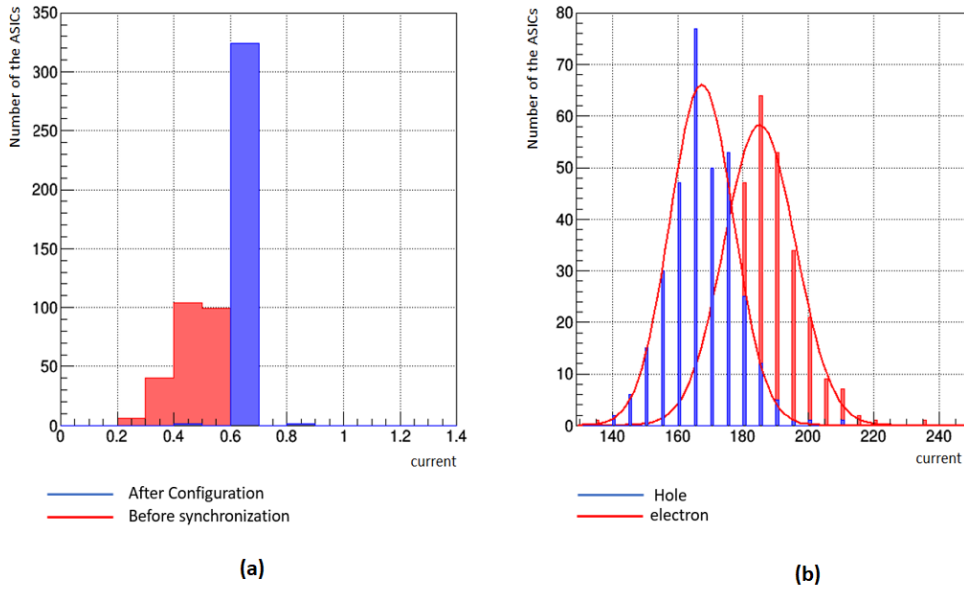 Number of the ASICs
350
300
250
200
150
100
50
0
0 0.2 0.4 0.6 0.8 1 1.2 1.4
current
After Configuration
Before synchronization
(a)
Number of the ASICs
80
70
60
50
40
30
20
10
0
140 160 180 200 220 240
current
Hole
electron
(b)